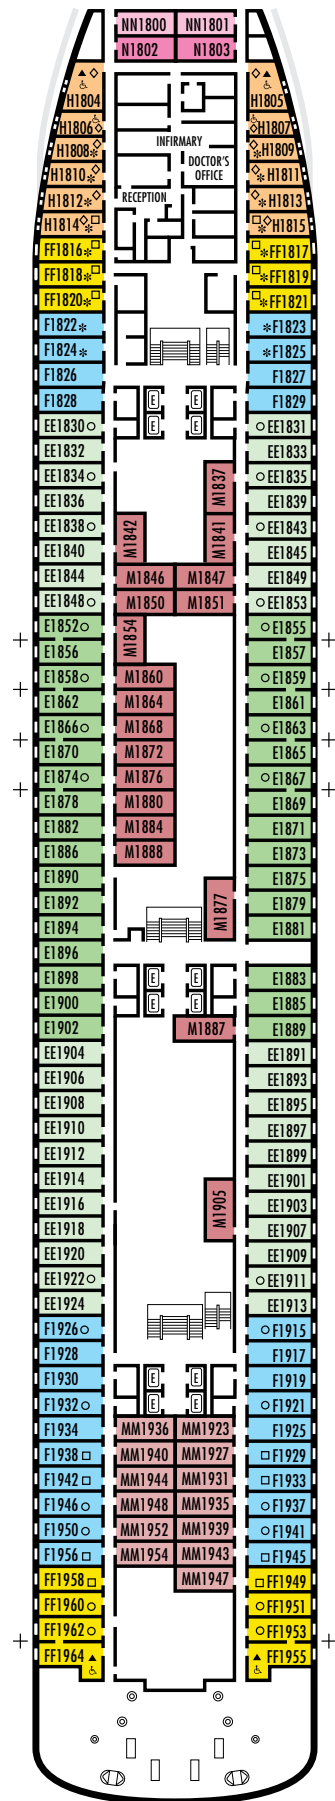 NN1800 NN1801
N1802 N1803
H1804 H1805
H1806 H1807
H1808 INFIRMARY H1809
DOCTOR'S
H1810 OFFICE H1811
H1812 RECEPTION H1813
H1814 H1815
FF1816 FF1817
FF1818 FF1819
FF1820 FF1821
F1822 F1823
F1824 F1825
F1826 F1827
F1828 E E F1829
EE1830 E E EE1831
EE1832 EE1833
EE1834 M1837 EE1835
EE1836 EE1839
EE1838 M1842 M1841 EE1843
EE1840 EE1845
EE1844 M1846 M1847 EE1849
EE1848 M1850 M1851 EE1853
E1852 M1854 E1855
E1856 E1857
E1858 M1860 E1859
E1862 M1864 E1861
E1866 M1868 E1863
E1870 M1872 E1865
E1874 M1876 E1867
E1878 M1880 E1869
E1882 M1884 E1871
E1886 M1888 E1873
E1890 E1875
E1892 M1877 E1879
E1894 E1881
E1896
E1898 E E E1883
E1900 E E E1885
E1902 M1887 E1889
EE1904 EE1891
EE1906 EE1893
EE1908 EE1895
EE1910 EE1897
EE1912 EE1899
EE1914 EE1901
EE1916 M1905 EE1903
EE1918 EE1907
EE1920 EE1909
EE1922 EE1911
EE1924 EE1913
F1926 F1915
F1928 F1917
F1930 E E F1919
F1932 E E F1921
F1934 MM1936 MM1923 F1925
F1938 MM1940 MM1927 F1929
F1942 MM1944 MM1931 F1933
F1946 MM1948 MM1935 F1937
F1950 MM1952 MM1939 F1941
F1956 MM1954 MM1943 F1945
FF1958 MM1947 FF1949
FF1960 FF1951
FF1962 FF1953
FF1964 FF1955